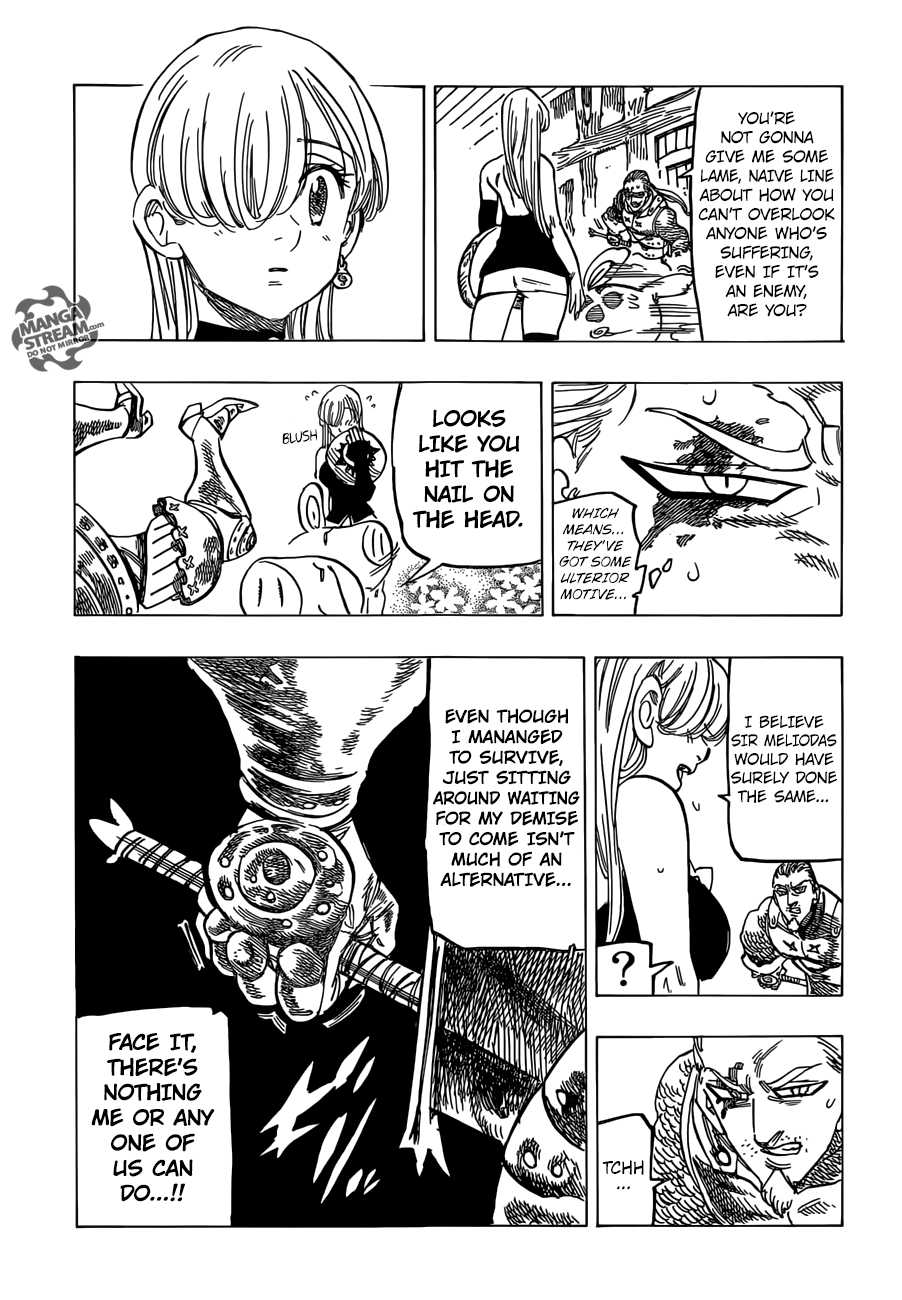 YOU'RE
NOT GONNA
GIVE ME SOME
LAME, NAIVE LINE
ABOUT HOW YOU
CAN'T OVERLOOK
ANYONE WHO'S
SUFFERING,
EVEN IF IT'S
AN ENEMY,
ARE YOU?
MANGA
STREAM.com
DO NOT MIRROR
WHICH
MEANS...
THEY'VE
GOT SOME
ULTERIOR
MOTIVE...
LOOKS
LIKE YOU
HIT THE
NAIL ON
THE HEAD.
BLUSH
I BELIEVE
SIR MELIODAS
WOULD HAVE
SURELY DONE
THE SAME...
?
TCHH
...
EVEN THOUGH
I MANANGED
TO SURVIVE,
JUST SITTING
AROUND WAITING
FOR MY DEMISE
TO COME ISN'T
MUCH OF AN
ALTERNATIVE...
FACE IT,
THERE'S
NOTHING
ME OR ANY
ONE OF
US CAN
DO...!!